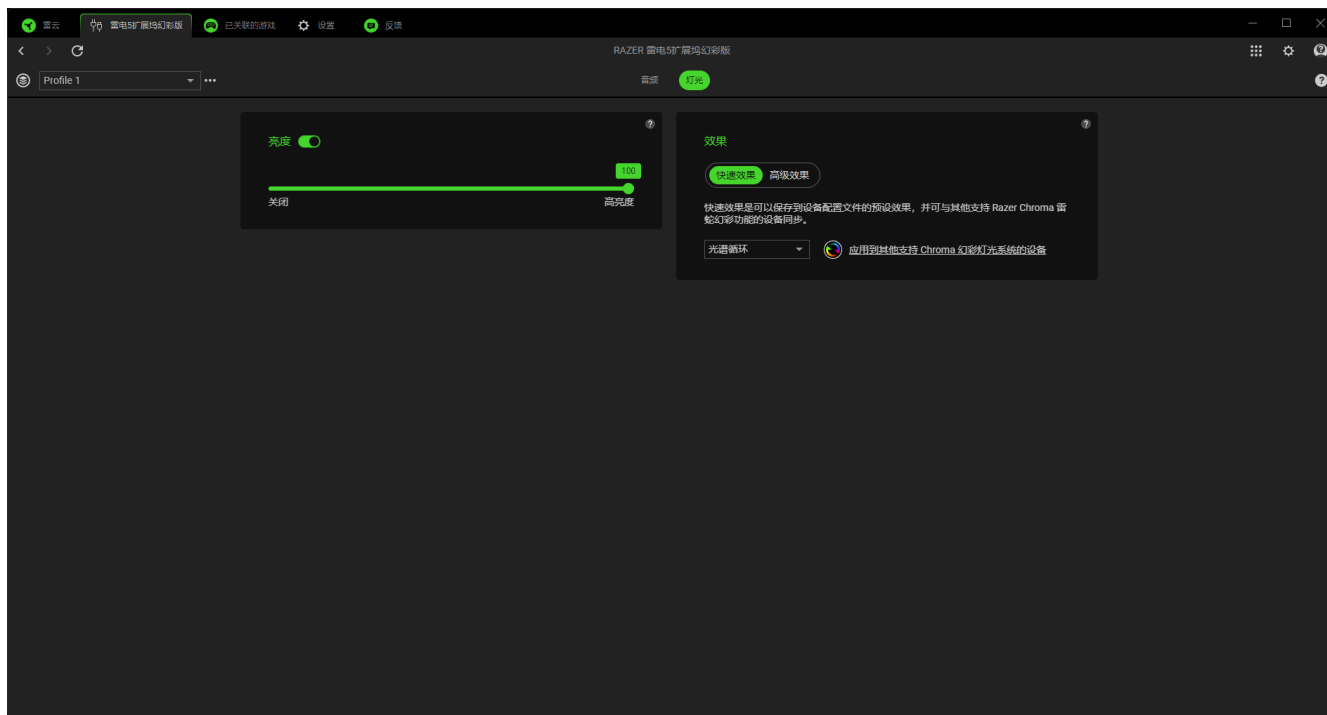 雷云
雷电5扩展坞幻彩版
已关联的游戏
设置
反馈
RAZER 雷电5扩展坞幻彩版
Profile 1
音频
灯光
亮度
100
关闭
高亮度
效果
快速效果
高级效果
快速效果是可以保存到设备配置文件的预设效果，并可与其他支持 Razer Chroma 雷
蛇幻彩功能的设备同步。
光谱循环
应用到其他支持 Chroma 幻彩灯光系统的设备